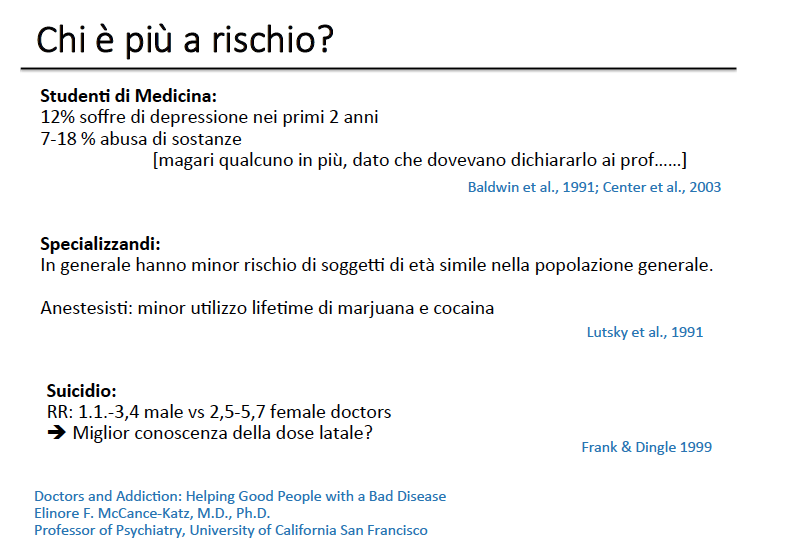 Chi è più a rischio?
Studenti di Medicina:
12% soffre di depressione nei primi 2 anni
7-18 % abusa di sostanze
[magari qualcuno in più, dato che dovevano dichiararlo ai prof……]
Baldwin et al., 1991; Center et al., 2003
Specializzandi:
In generale hanno minor rischio di soggetti di età simile nella popolazione generale.
Anestesisti: minor utilizzo lifetime di marjuana e cocaina
Lutsky et al., 1991
Suicidio:
RR: 1.1.-3,4 male vs 2,5-5,7 female doctors
➔ Miglior conoscenza della dose latale?
Frank & Dingle 1999
Doctors and Addiction: Helping Good People with a Bad Disease
Elinore F. McCance-Katz, M.D., Ph.D.
Professor of Psychiatry, University of California San Francisco